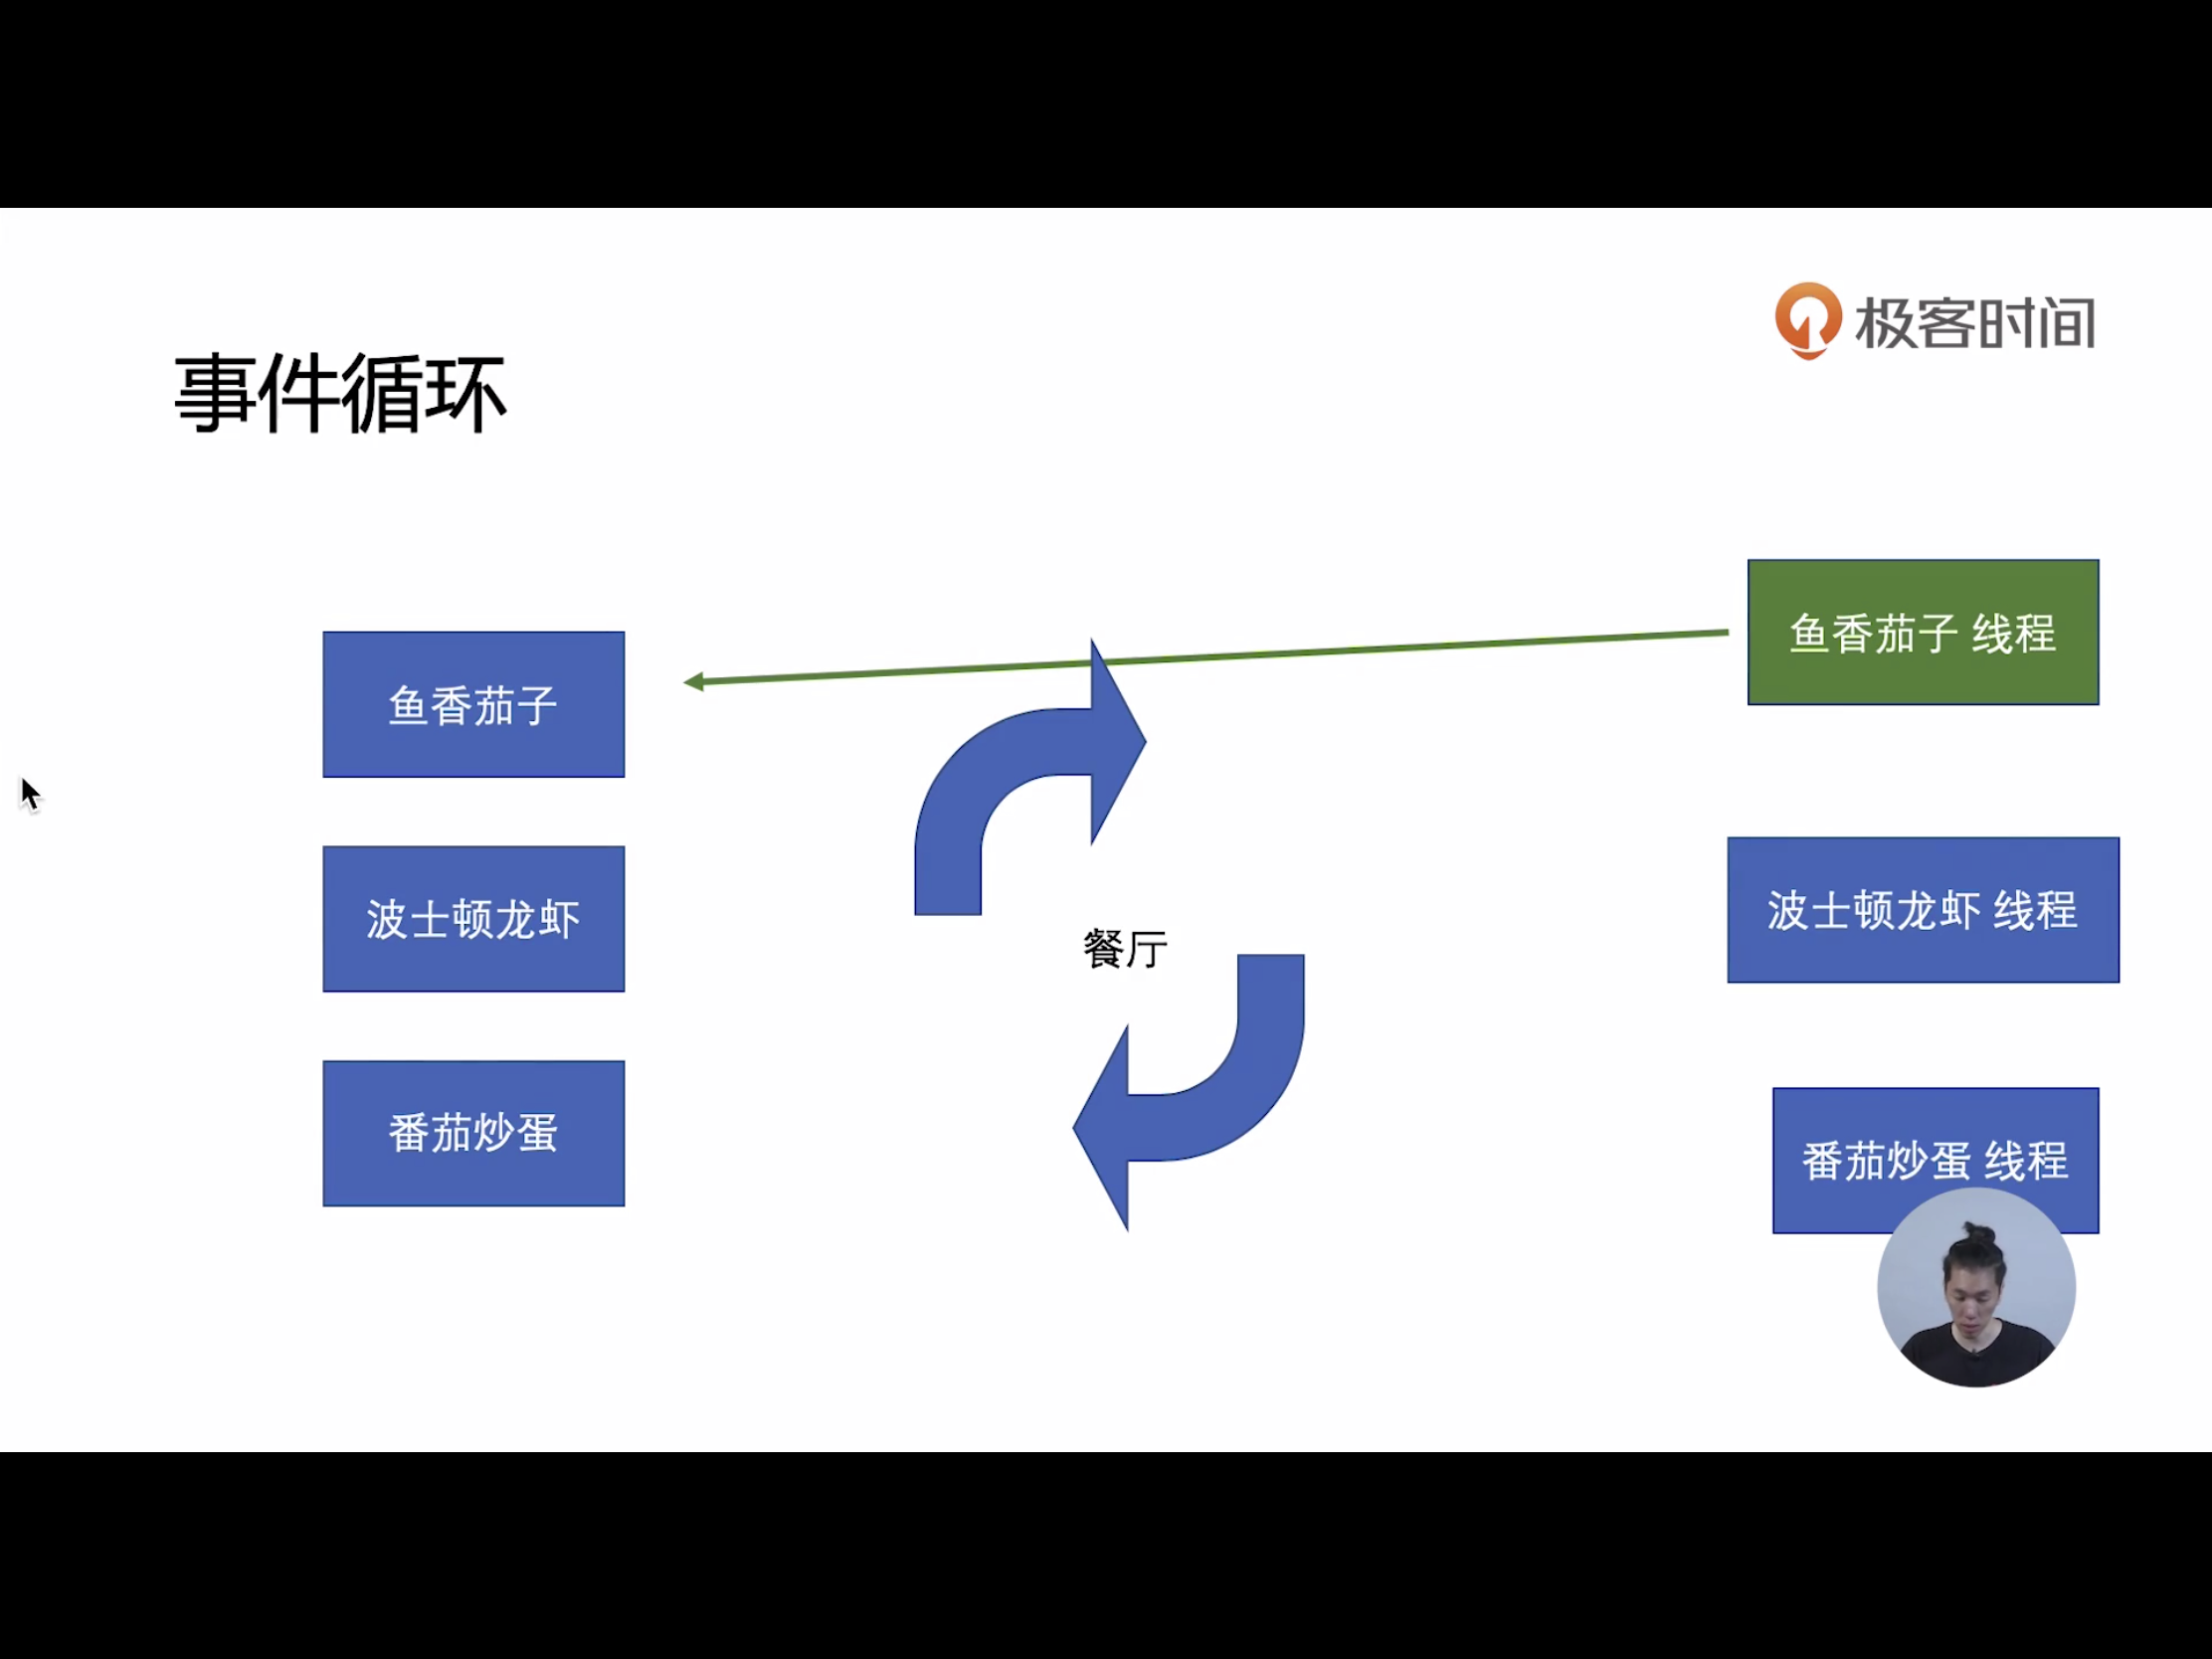 极客时间
事件循环
鱼香茄子
波士顿龙虾
番茄炒蛋
餐厅
鱼香茄子 线程
波士顿龙虾 线程
番茄炒蛋 线程